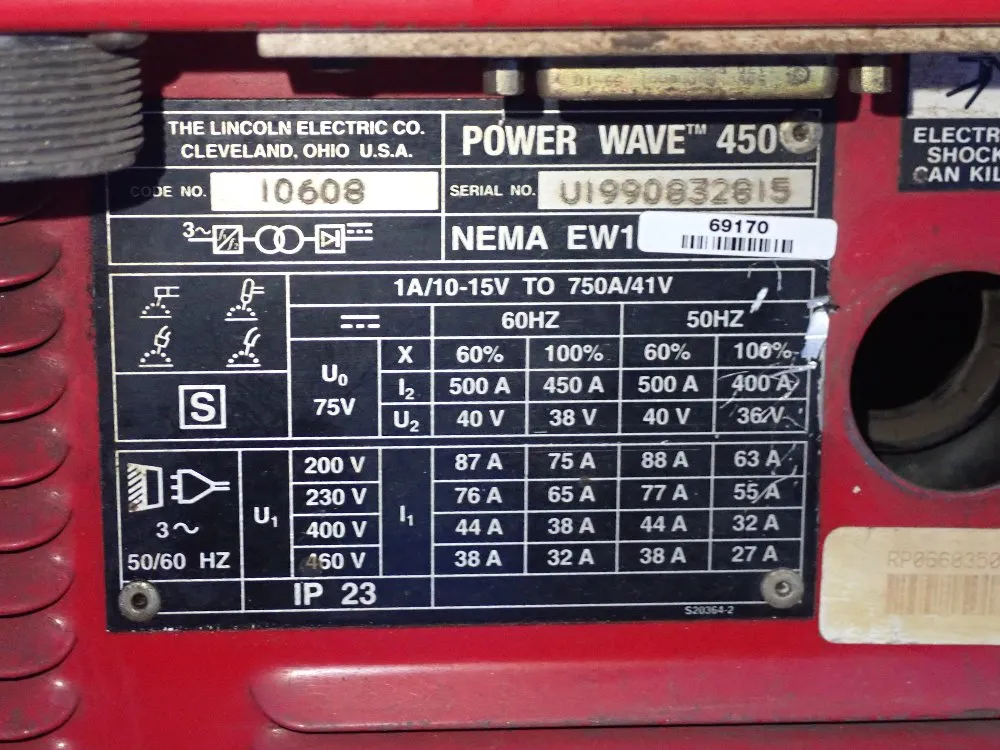 THE LINCOLN ELECTRIC CO.
CLEVELAND, OHIO U.S.A.
POWER WAVE™ 450
CODE NO. 10608
SERIAL NO. U1990832815
3~
NEMA EW1
69170
1A/10-15V TO 750A/41V
60HZ 50HZ
U0 75V
X 60% 100% 60% 100%
I2 500 A 450 A 500 A 400 A
U2 40 V 38 V 40 V 36 V
S
U1 I1
200 V 87 A 75 A 88 A 63 A
230 V 76 A 65 A 77 A 55 A
400 V 44 A 38 A 44 A 32 A
460 V 38 A 32 A 38 A 27 A
3~
50/60 HZ
IP 23
S20364-2
ELECTR
SHOCK
CAN KIL
RP0660350